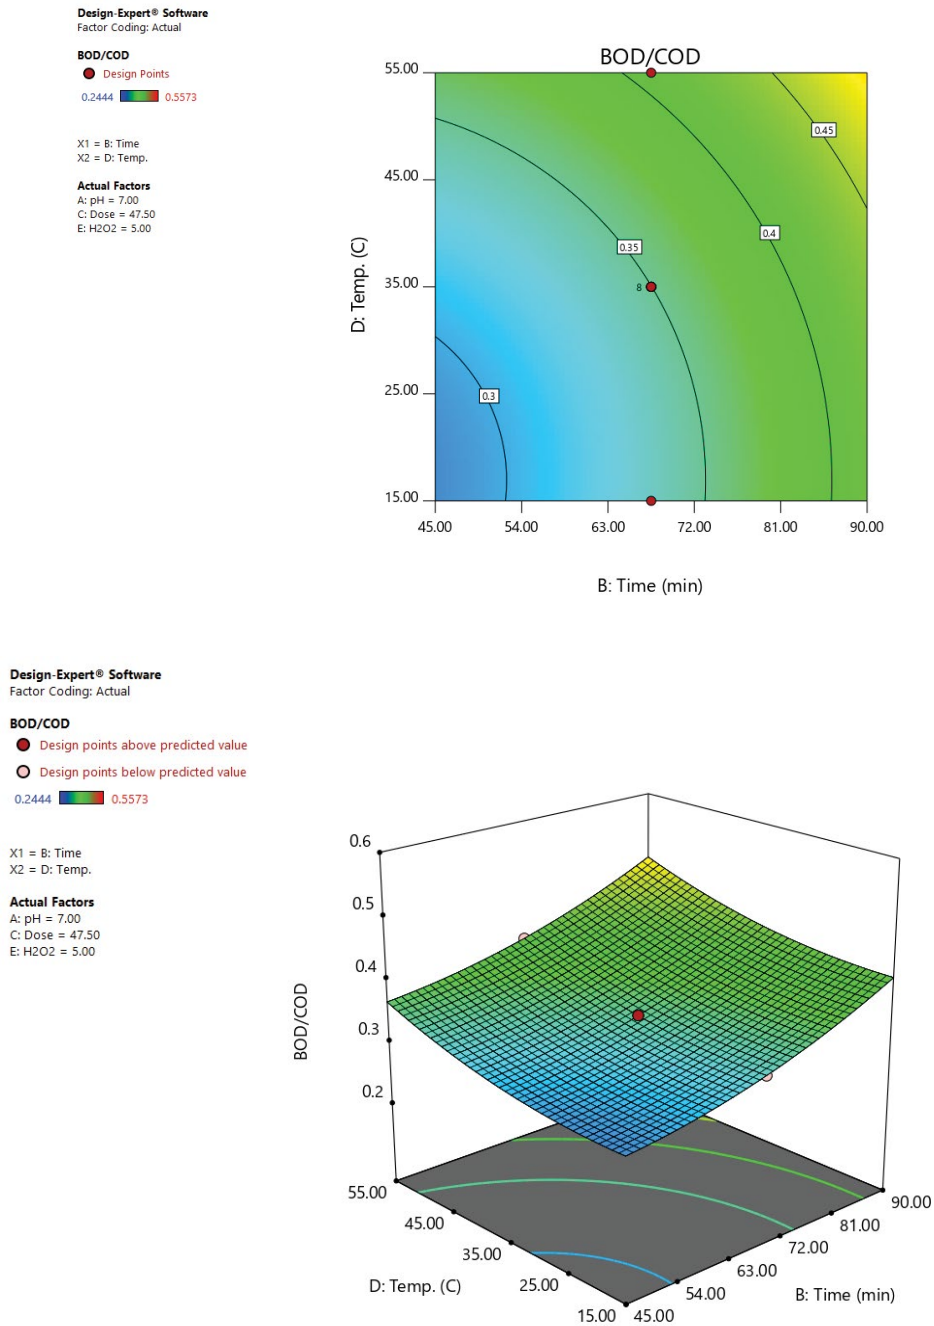 Design-Expert® Software
Factor Coding: Actual
BOD/COD
Design Points
0.2444 0.5573
X1 = B: Time
X2 = D: Temp.
Actual Factors
A: pH = 7.00
C: Dose = 47.50
E: H2O2 = 5.00
BOD/COD
55.00
45.00
35.00
25.00
15.00
D: Temp. (C)
0.45
0.4
0.35
8
0.3
45.00 54.00 63.00 72.00 81.00 90.00
B: Time (min)
Design-Expert® Software
Factor Coding: Actual
BOD/COD
Design points above predicted value
Design points below predicted value
0.2444 0.5573
X1 = B: Time
X2 = D: Temp.
Actual Factors
A: pH = 7.00
C: Dose = 47.50
E: H2O2 = 5.00
0.6
0.5
0.4
0.3
0.2
BOD/COD
55.00
45.00
35.00
25.00
15.00
D: Temp. (C)
45.00
54.00
63.00
72.00
81.00
90.00
B: Time (min)